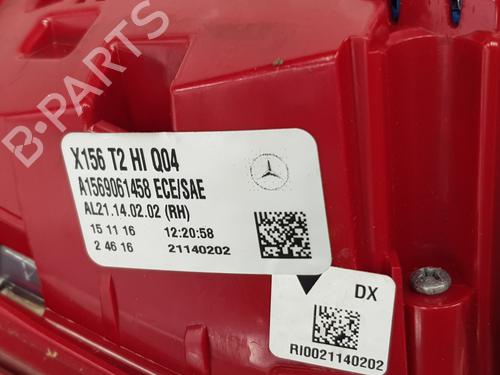 B-PARTS
X156 T2 HI Q04
A1569061458 ECE/SAE
AL21.14.02.02 (RH)
15 11 16 12:20:58
2 46 16 21140202
DX
RI0021140202